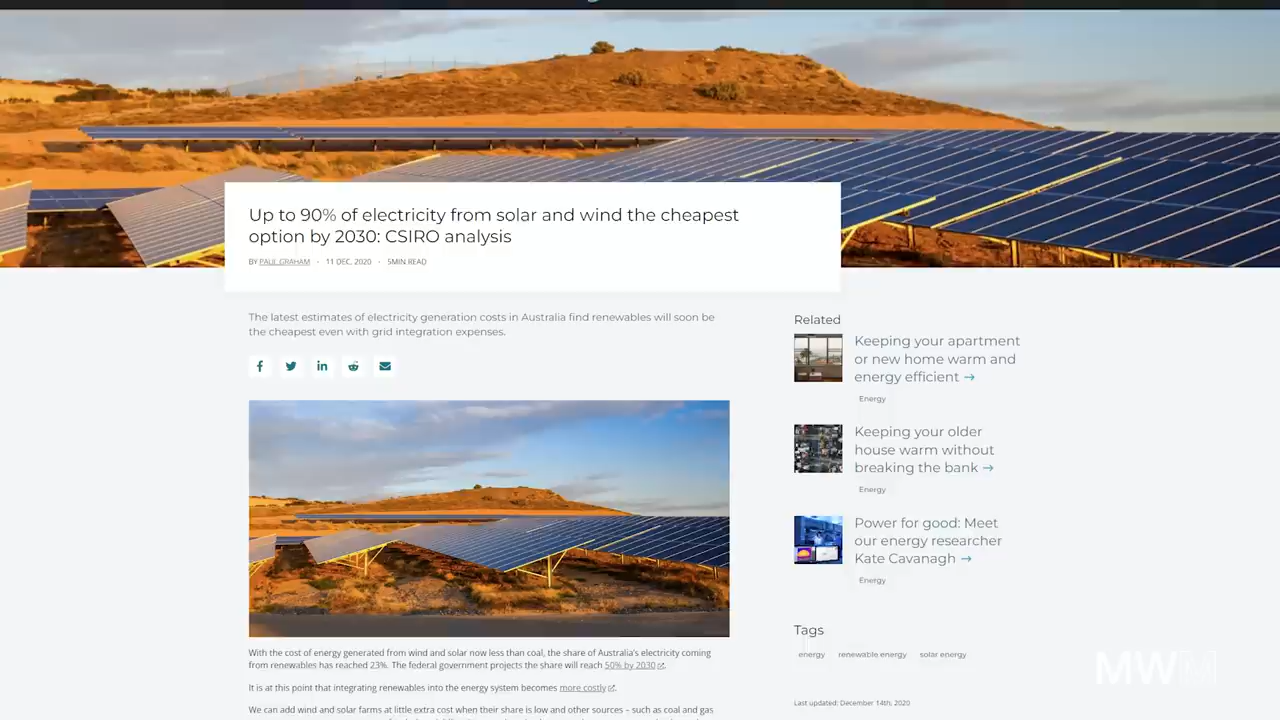 Up to 90% of electricity from solar and wind the cheapest
option by 2030: CSIRO analysis
BY PAUL GRAHAM · 11 DEC, 2020 · 5MIN READ
The latest estimates of electricity generation costs in Australia find renewables will soon be
the cheapest even with grid integration expenses.
With the cost of energy generated from wind and solar now less than coal, the share of Australia's electricity coming
from renewables has reached 23%. The federal government projects the share will reach 50% by 2030.
It is at this point that integrating renewables into the energy system becomes more costly.
We can add wind and solar farms at little extra cost when their share is low and other sources – such as coal and gas
Related
Keeping your apartment
or new home warm and
energy efficient →
Energy
Keeping your older
house warm without
breaking the bank →
Energy
Power for good: Meet
our energy researcher
Kate Cavanagh →
Energy
Tags
energy renewable energy solar energy
Last updated: December 14th, 2020
MWM